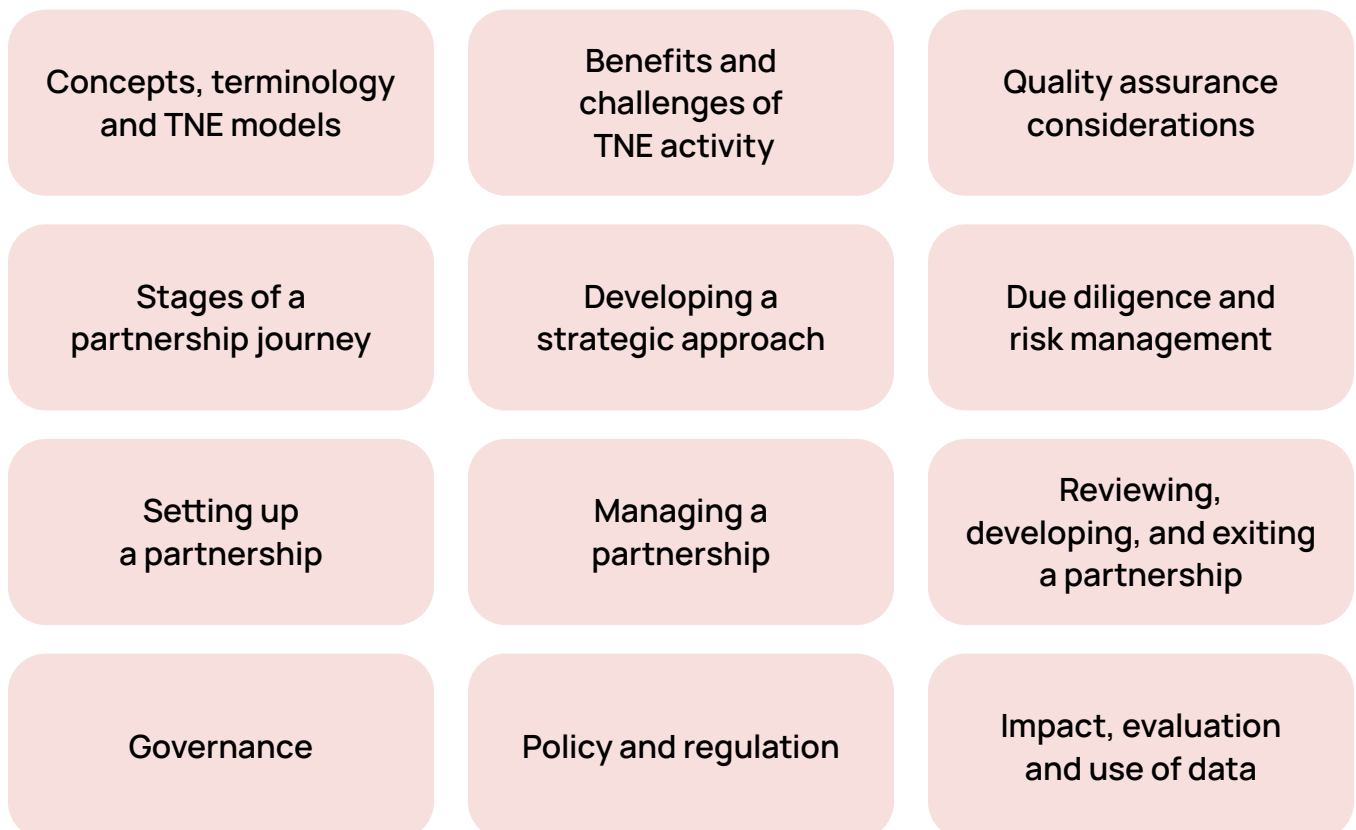 Concepts, terminology
and TNE models
Benefits and
challenges of
TNE activity
Quality assurance
considerations
Stages of a
partnership journey
Developing a
strategic approach
Due diligence and
risk management
Setting up
a partnership
Managing a
partnership
Reviewing,
developing, and exiting
a partnership
Governance
Policy and regulation
Impact, evaluation
and use of data